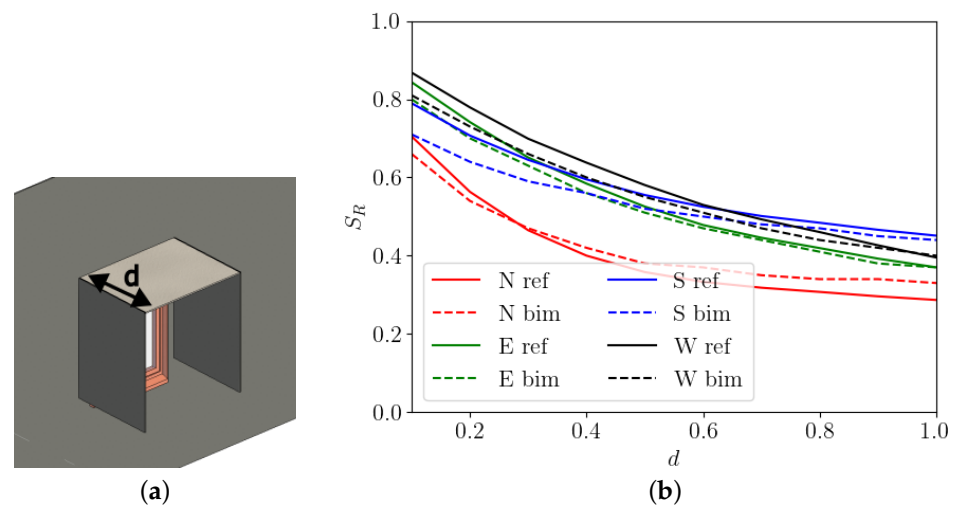 d
(a)
1.0
0.8
0.6
0.4
0.2
0.0
S_R
N ref
N bim
E ref
E bim
S ref
S bim
W ref
W bim
0.2 0.4 0.6 0.8 1.0
d
(b)